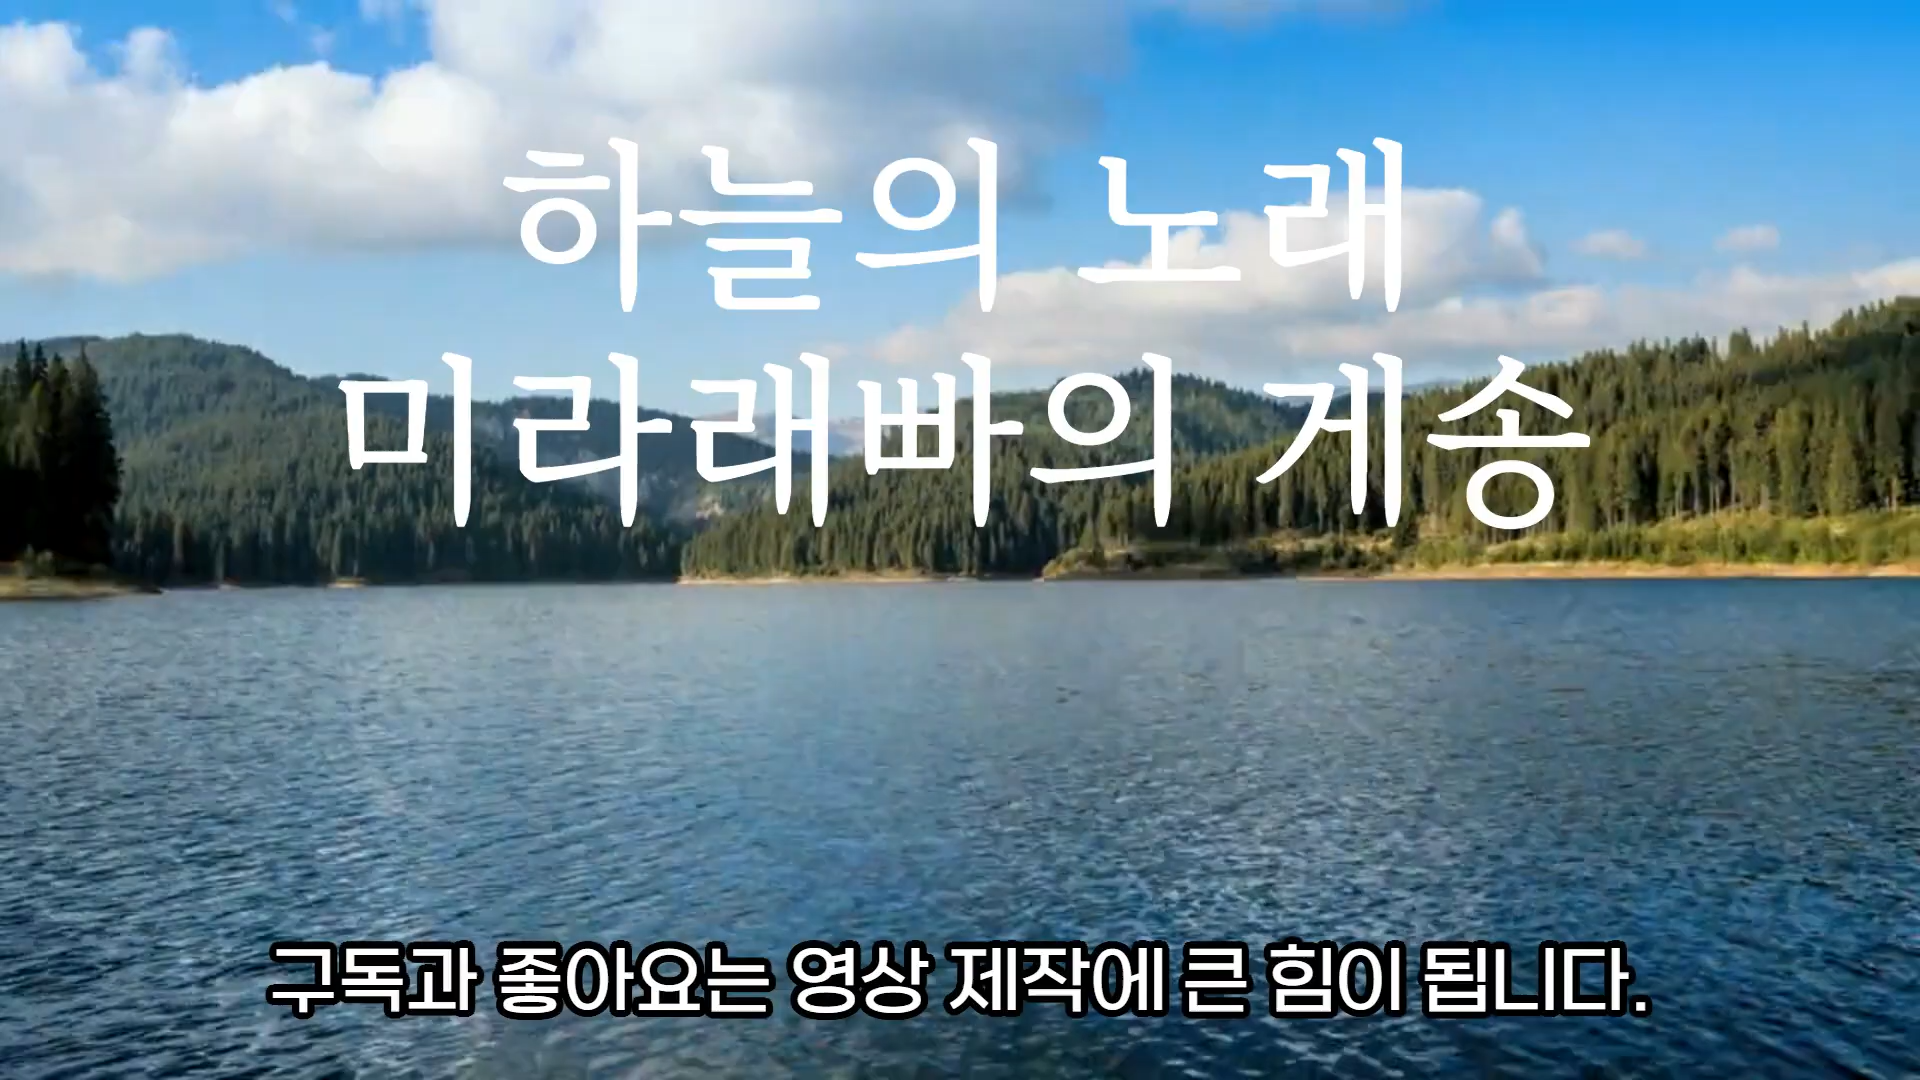 하늘의 노래
미라래빠의 게송
구독과 좋아요는 영상 제작에 큰 힘이 됩니다.